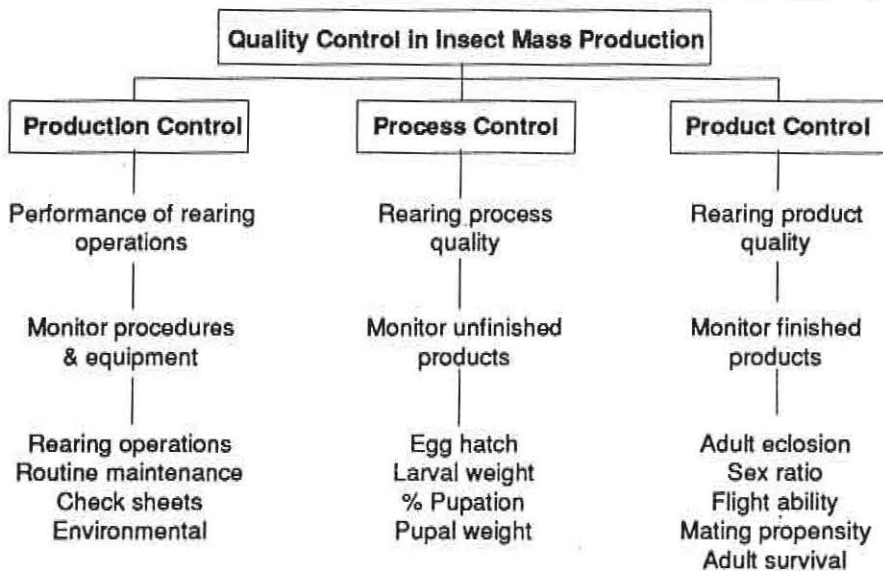 Quality Control in Insect Mass Production
Production Control
Performance of rearing
operations
Monitor procedures
& equipment
Rearing operations
Routine maintenance
Check sheets
Environmental
Process Control
Rearing process
quality
Monitor unfinished
products
Egg hatch
Larval weight
% Pupation
Pupal weight
Product Control
Rearing product
quality
Monitor finished
products
Adult eclosion
Sex ratio
Flight ability
Mating propensity
Adult survival